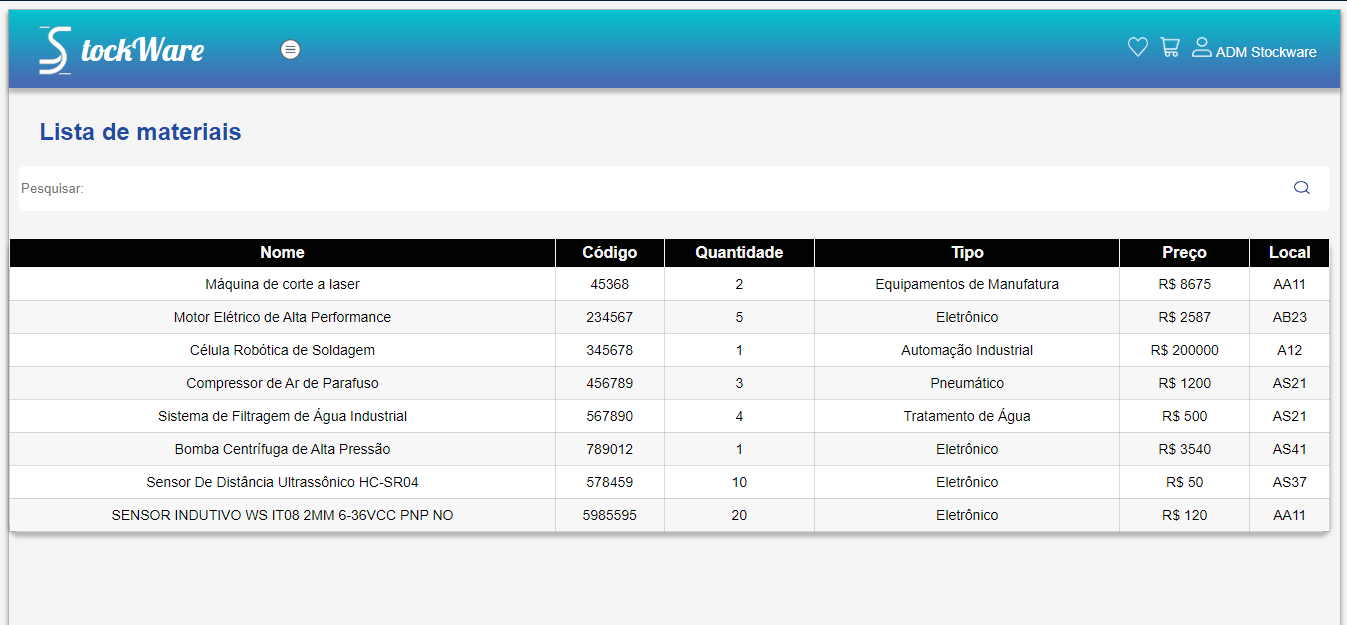 StockWare
ADM Stockware
Lista de materiais
Pesquisar:
Nome Código Quantidade Tipo Preço Local
Máquina de corte a laser 45368 2 Equipamentos de Manufatura R$ 8675 AA11
Motor Elétrico de Alta Performance 234567 5 Eletrônico R$ 2587 AB23
Célula Robótica de Soldagem 345678 1 Automação Industrial R$ 200000 A12
Compressor de Ar de Parafuso 456789 3 Pneumático R$ 1200 AS21
Sistema de Filtragem de Água Industrial 567890 4 Tratamento de Água R$ 500 AS21
Bomba Centrífuga de Alta Pressão 789012 1 Eletrônico R$ 3540 AS41
Sensor De Distância Ultrassônico HC-SR04 578459 10 Eletrônico R$ 50 AS37
SENSOR INDUTIVO WS IT08 2MM 6-36VCC PNP NO 5985595 20 Eletrônico R$ 120 AA11